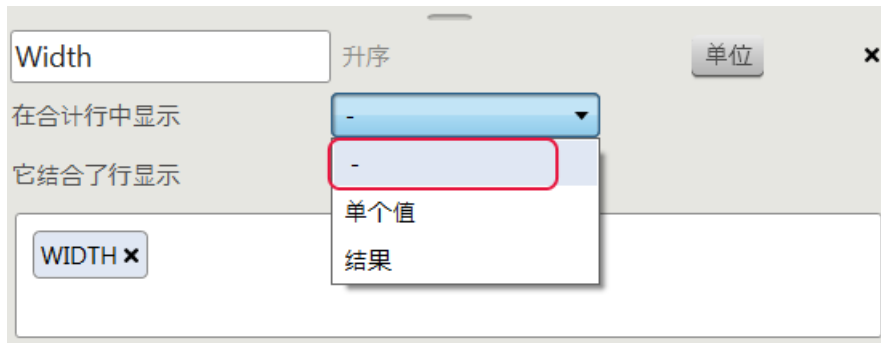 Width 升序 单位 ×
在合计行中显示 -
-
它结合了行显示
单个值
WIDTH ×
结果